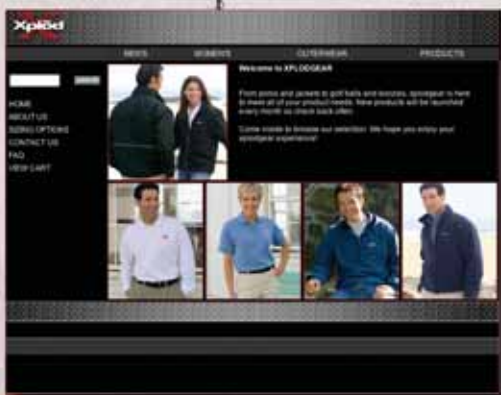 Xplod
MEN'S WOMEN'S OUTERWEAR PRODUCTS
Welcome to XPLODGEAR
From polos and jackets to golf balls and koozies, xplodgear is here
to meet all of your product needs. New products will be launched
every month so check back often.
Come inside to browse our selection. We hope you enjoy your
xplodgear experience!
HOME
ABOUT US
SIZING OPTIONS
CONTACT US
FAQ
VIEW CART